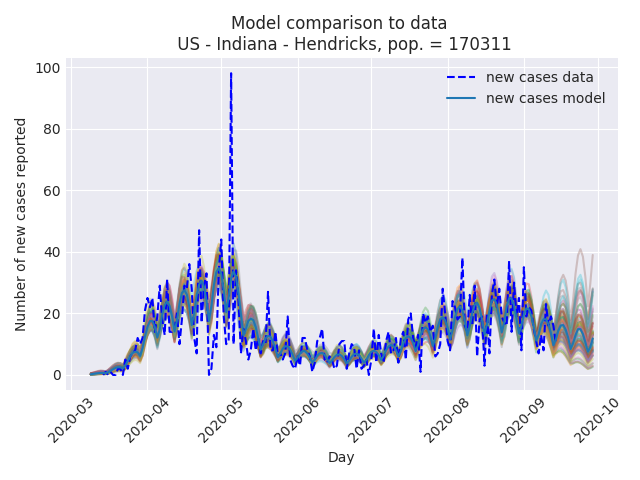 Model comparison to data
US - Indiana - Hendricks, pop. = 170311
new cases data
new cases model
Number of new cases reported
100
80
60
40
20
0
2020-03
2020-04
2020-05
2020-06
2020-07
2020-08
2020-09
2020-10
Day